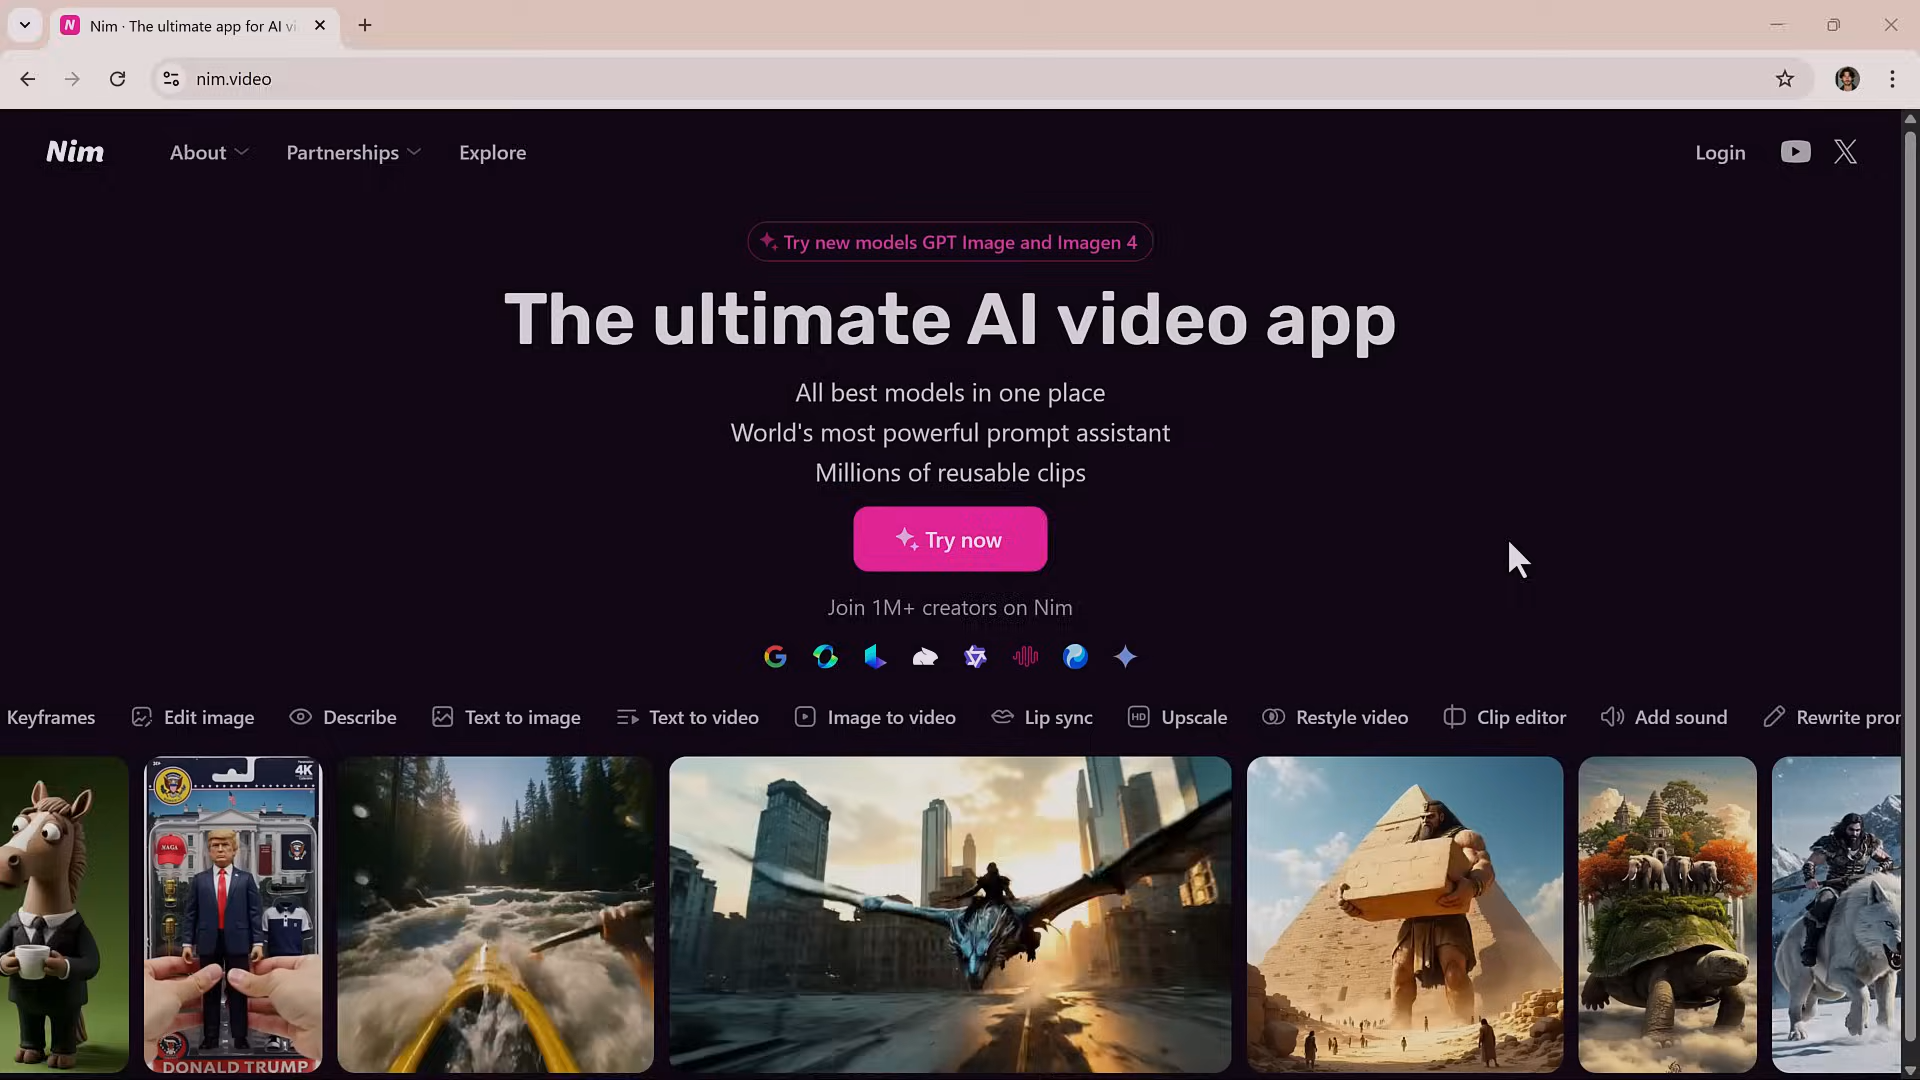 Nim · The ultimate app for AI vi
nim.video
Nim
About
Partnerships
Explore
Login
Try new models GPT Image and Imagen 4
The ultimate AI video app
All best models in one place
World's most powerful prompt assistant
Millions of reusable clips
Try now
Join 1M+ creators on Nim
Keyframes
Edit image
Describe
Text to image
Text to video
Image to video
Lip sync
HD
Upscale
Restyle video
Clip editor
Add sound
Rewrite pro
4K
DONALD TRUMP